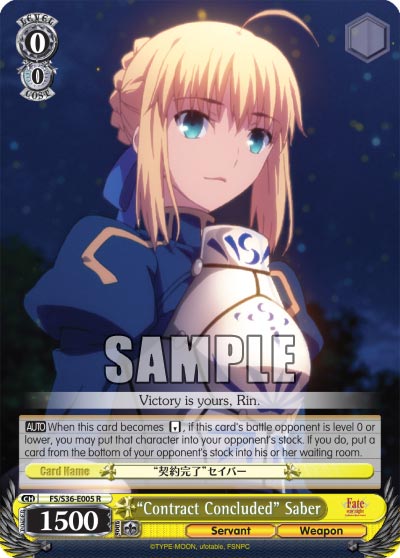 LEVEL
0
0
COST
SAMPLE
Victory is yours, Rin.
AUTO When this card becomes [ ], if this card's battle opponent is level 0 or
lower, you may put that character into your opponent's stock. If you do, put a
card from the bottom of your opponent's stock into his or her waiting room.
Card Name
"契約完了"セイバー
CH FS/S36-E005 R
POWER 1500 SOUL "Contract Concluded" Saber
Fate
stay night
Servant Weapon
©TYPE-MOON, ufotable, FSNPC